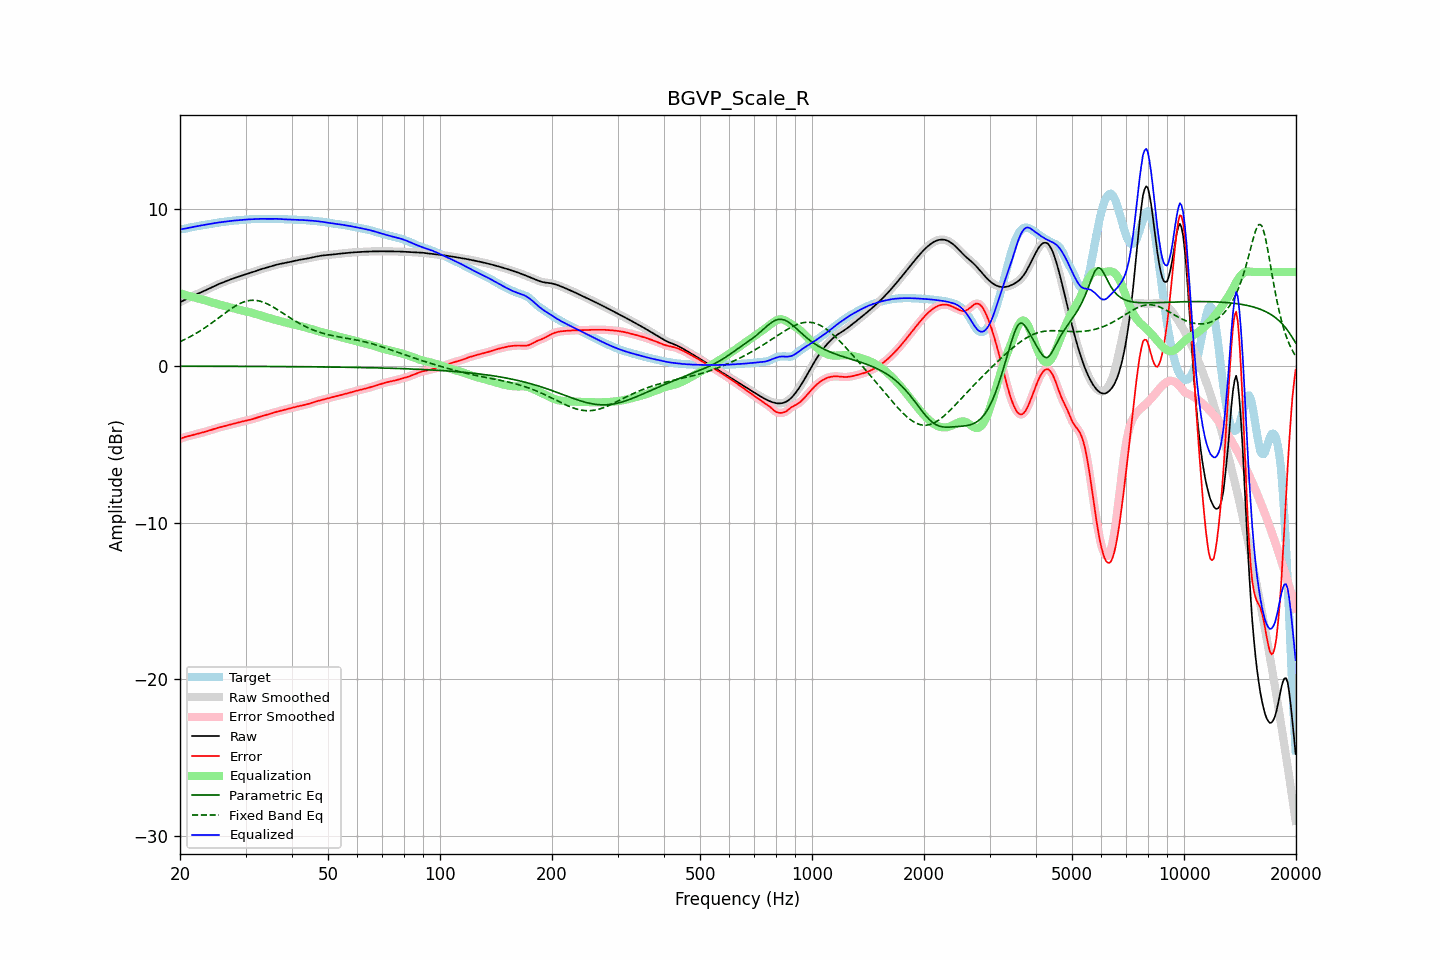 BGVP_Scale_R
Amplitude (dBr)
10
0
−10
−20
−30
Target
Raw Smoothed
Error Smoothed
Raw
Error
Equalization
Parametric Eq
Fixed Band Eq
Equalized
20 50 100 200 500 1000 2000 5000 10000 20000
Frequency (Hz)